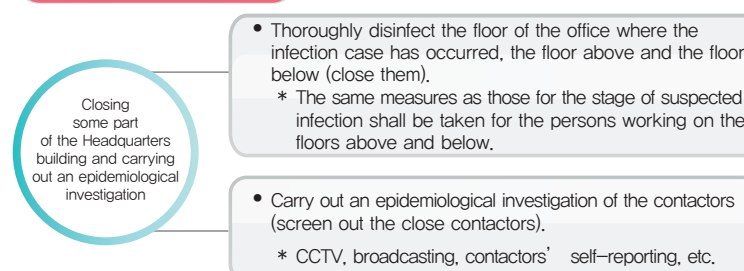 Closing
some part
of the Headquarters
building and carrying
out an epidemiological
investigation
• Thoroughly disinfect the floor of the office where the
infection case has occurred, the floor above and the floor
below (close them).
* The same measures as those for the stage of suspected
infection shall be taken for the persons working on the
floors above and below.
• Carry out an epidemiological investigation of the contactors
(screen out the close contactors).
* CCTV, broadcasting, contactors’ self-reporting, etc.